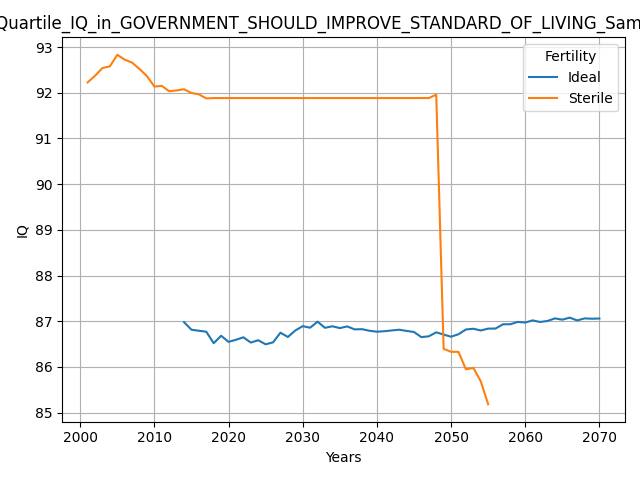 Quartile_IQ_in_GOVERNMENT_SHOULD_IMPROVE_STANDARD_OF_LIVING_Sam
93
92
91
90
89
88
87
86
85
IQ
Fertility
Ideal
Sterile
2000 2010 2020 2030 2040 2050 2060 2070
Years